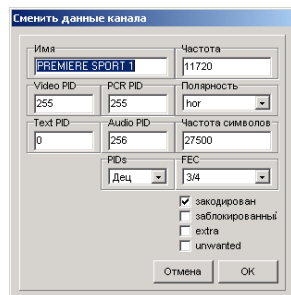 Сменить данные канала
Имя
Частота
PREMIERE SPORT 1
11720
Video PID
PCR PID
Полярность
255
255
hor
Text PID
Audio PID
Частота символов
0
256
27500
PIDs
FEC
Дец
3/4
закодирован
заблокированный
extra
unwanted
Отмена
OK